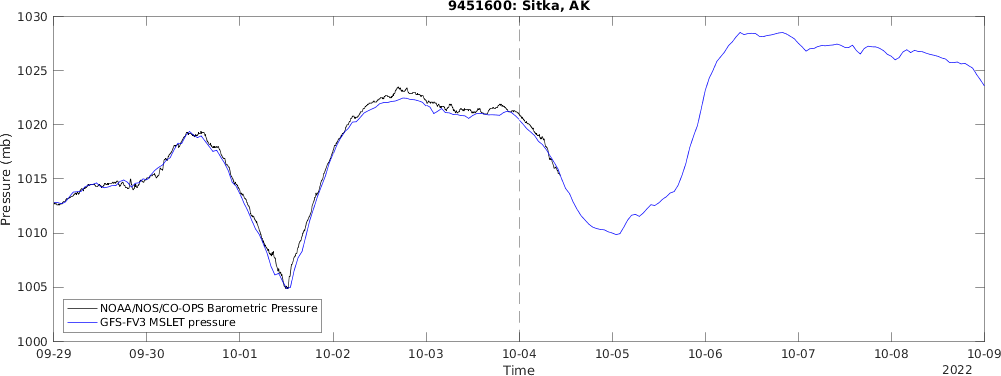 9451600: Sitka, AK
Pressure (mb)
1030
1025
1020
1015
1010
1005
1000
NOAA/NOS/CO-OPS Barometric Pressure
GFS-FV3 MSLET pressure
09-29 09-30 10-01 10-02 10-03 10-04 10-05 10-06 10-07 10-08 10-09
Time
2022